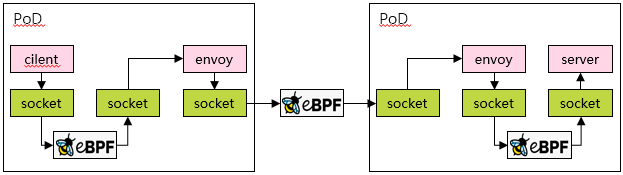 PoD
cilent
envoy
socket
socket
socket
eBPF
eBPF
PoD
envoy
server
socket
socket
socket
eBPF